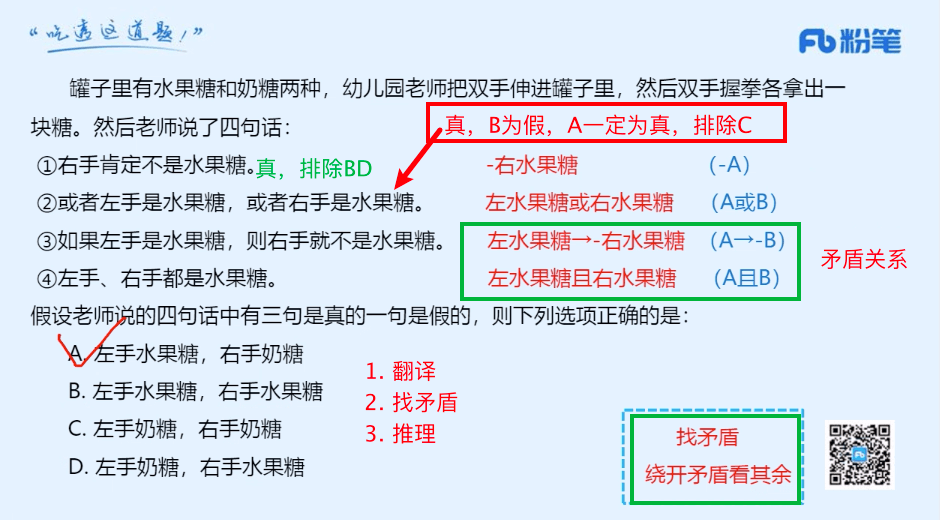 “吃透这道题！”
粉笔
罐子里有水果糖和奶糖两种，幼儿园老师把双手伸进罐子里，然后双手握拳各拿出一
块糖。然后老师说了四句话：
真，B为假，A一定为真，排除C
①右手肯定不是水果糖。真，排除BD
-右水果糖 （-A）
②或者左手是水果糖，或者右手是水果糖。
左水果糖或右水果糖 （A或B）
③如果左手是水果糖，则右手就不是水果糖。
左水果糖→-右水果糖 （A→-B）
④左手、右手都是水果糖。
左水果糖且右水果糖 （A且B）
矛盾关系
假设老师说的四句话中有三句是真的一句是假的，则下列选项正确的是：
A. 左手水果糖，右手奶糖
B. 左手水果糖，右手水果糖
C. 左手奶糖，右手奶糖
D. 左手奶糖，右手水果糖
1. 翻译
2. 找矛盾
3. 推理
找矛盾
绕开矛盾看其余